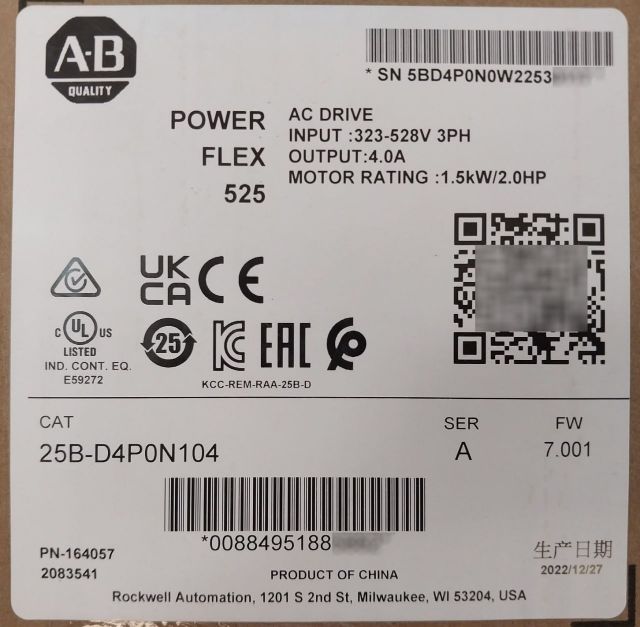 A-B
QUALITY
* SN 5BD4P0N0W2253
POWER
FLEX
525
AC DRIVE
INPUT :323-528V 3PH
OUTPUT:4.0A
MOTOR RATING :1.5kW/2.0HP
UK
CA
CE
C UL US
LISTED
IND. CONT. EQ.
E59272
25
EAC
KCC-REM-RAA-25B-D
CAT
25B-D4P0N104
SER
A
FW
7.001
*0088495188
PN-164057
2083541
生产日期
2022/12/27
PRODUCT OF CHINA
Rockwell Automation, 1201 S 2nd St, Milwaukee, WI 53204, USA